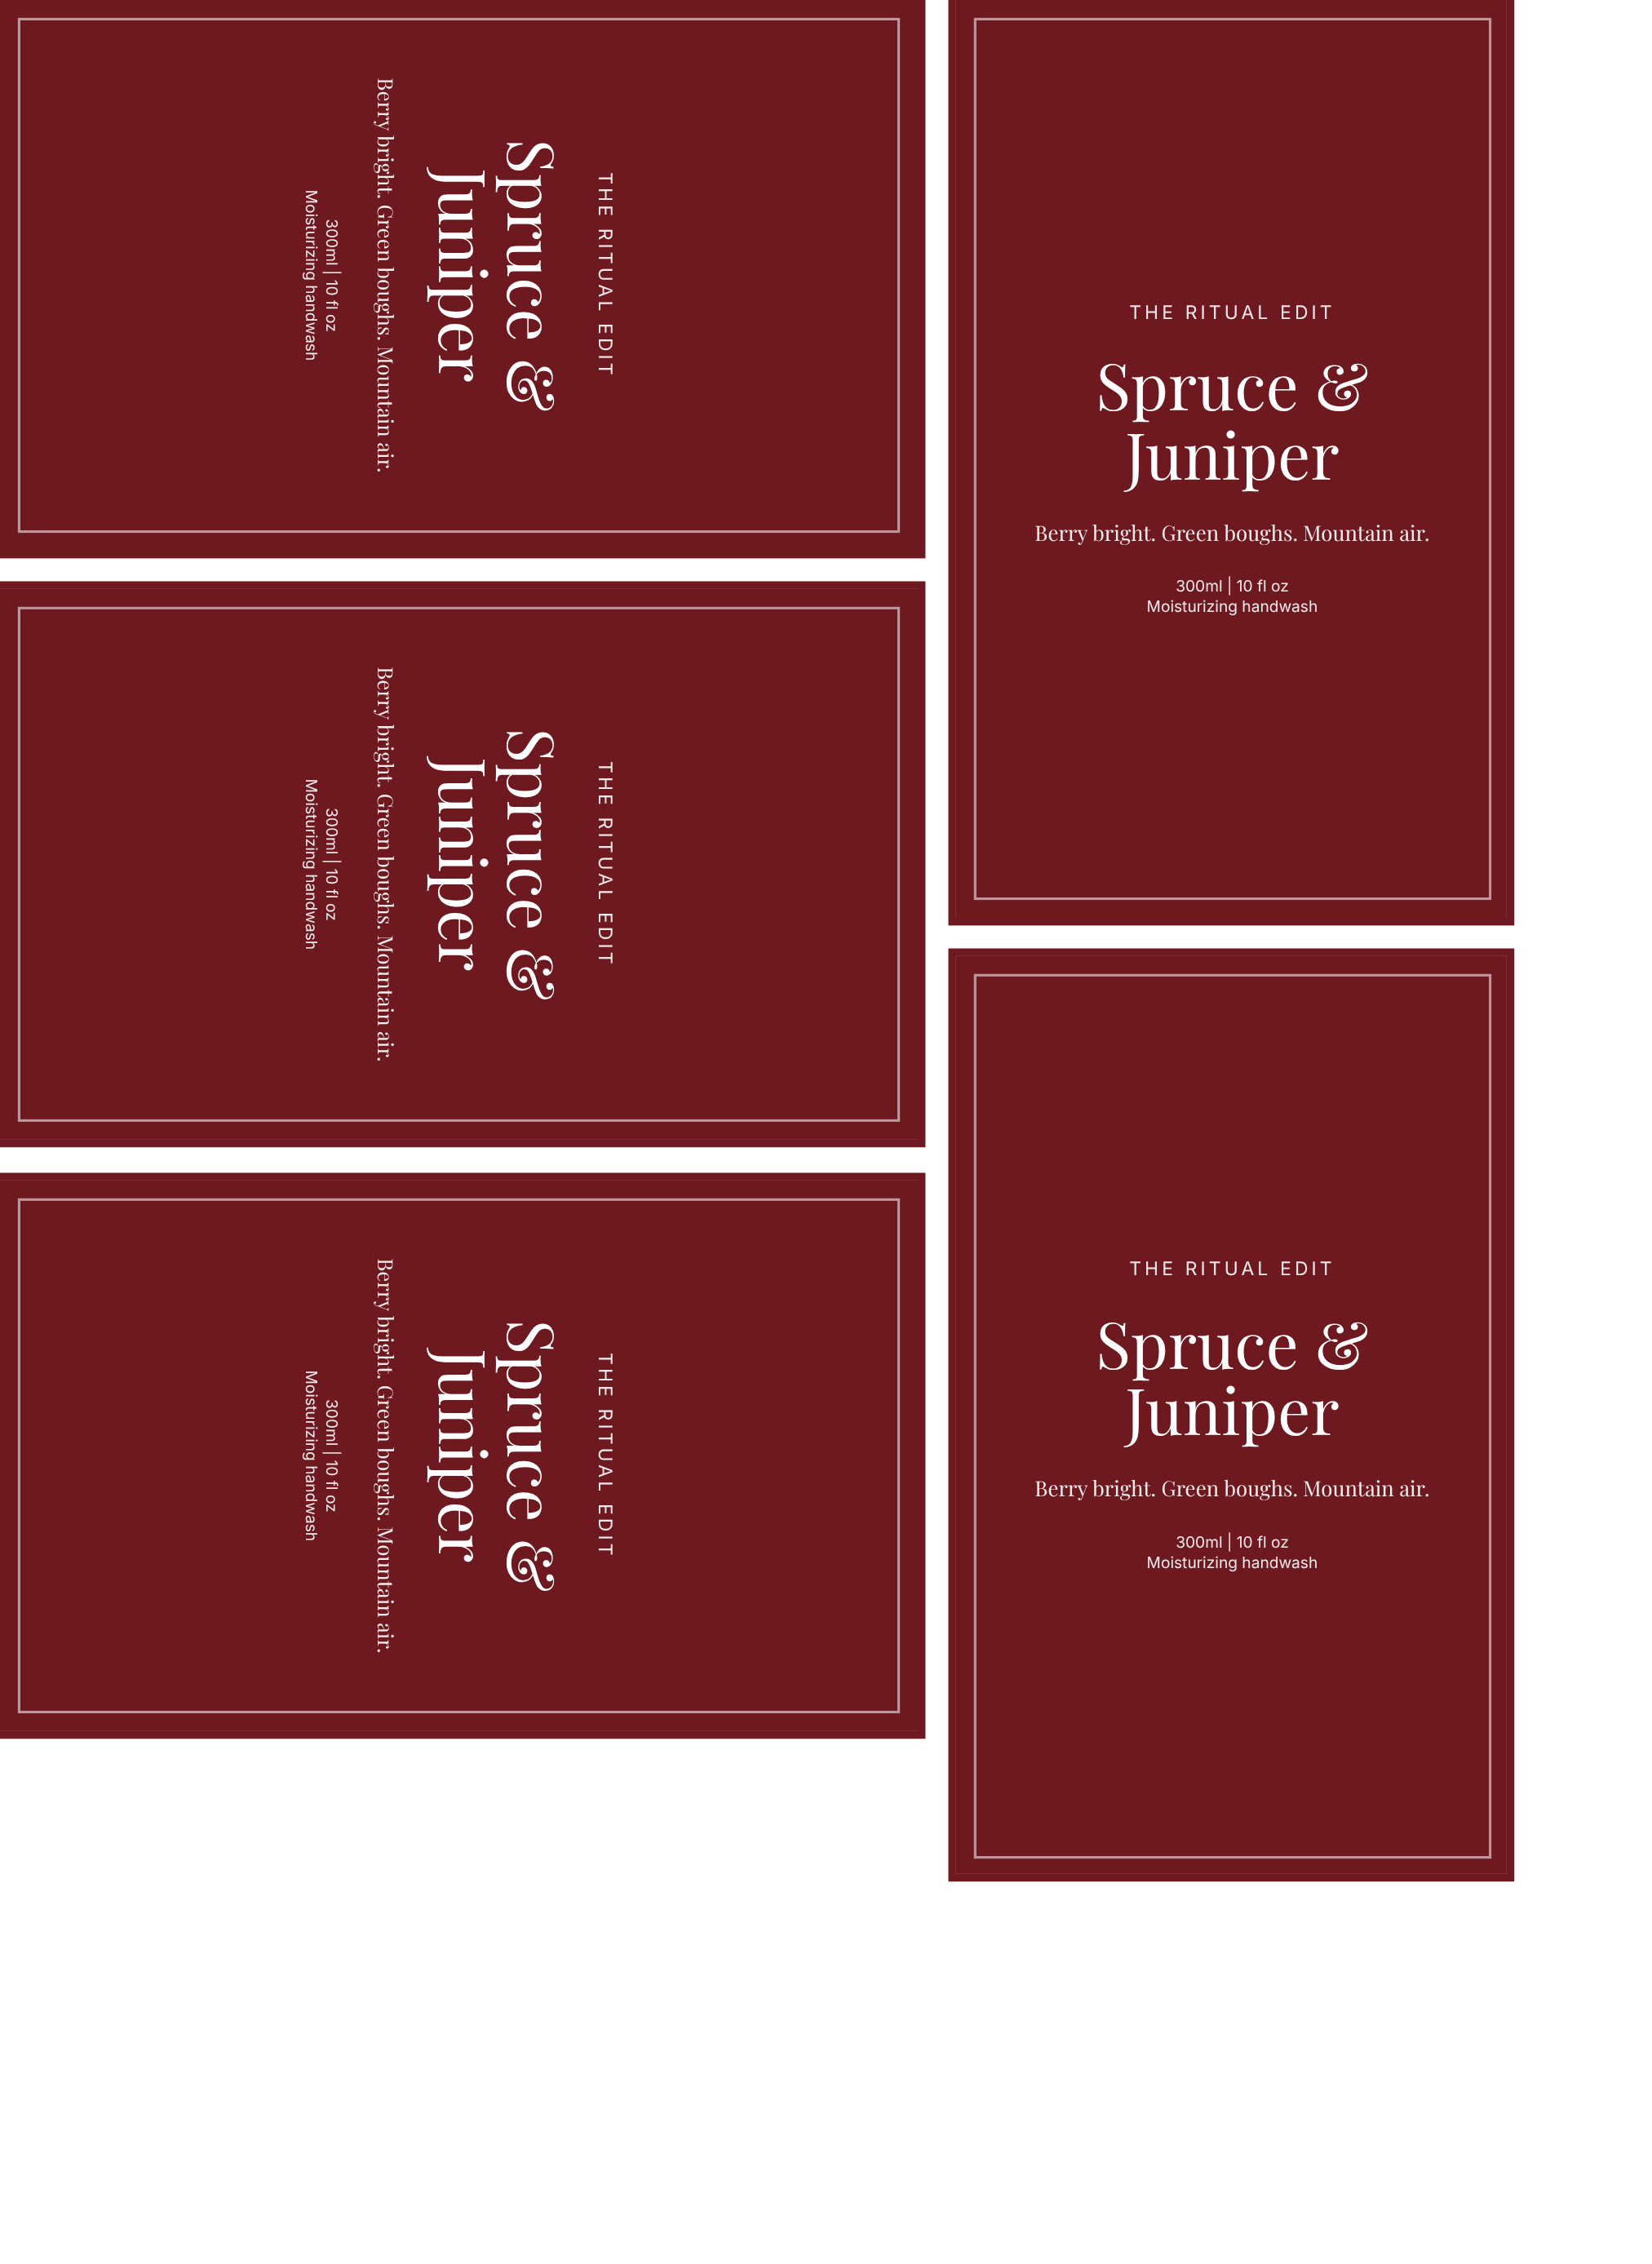 THE RITUAL EDIT
Spruce &
Juniper
Berry bright. Green boughs. Mountain air.
300ml | 10 fl oz
Moisturizing handwash
THE RITUAL EDIT
Spruce &
Juniper
Berry bright. Green boughs. Mountain air.
300ml | 10 fl oz
Moisturizing handwash
THE RITUAL EDIT
Spruce &
Juniper
Berry bright. Green boughs. Mountain air.
300ml | 10 fl oz
Moisturizing handwash
THE RITUAL EDIT
Spruce &
Juniper
Berry bright. Green boughs. Mountain air.
300ml | 10 fl oz
Moisturizing handwash
THE RITUAL EDIT
Spruce &
Juniper
Berry bright. Green boughs. Mountain air.
300ml | 10 fl oz
Moisturizing handwash